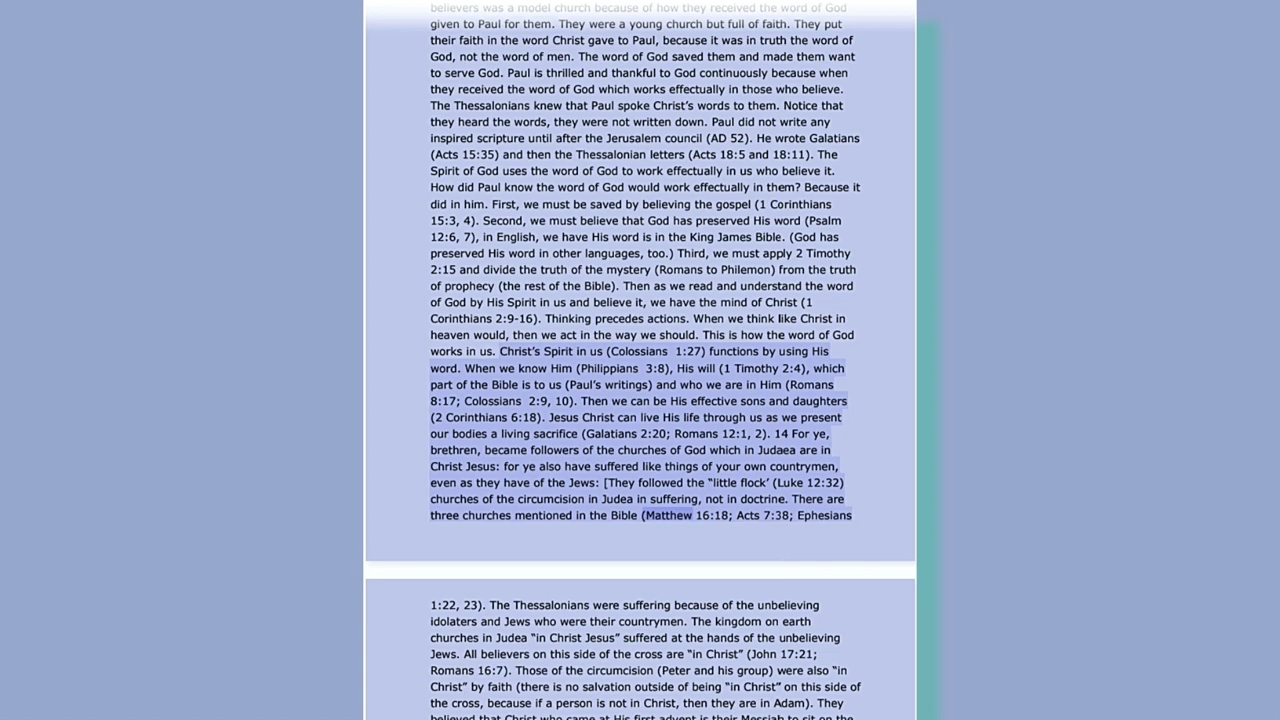 believers was a model church because of how they received the word of God
given to Paul for them. They were a young church but full of faith. They put
their faith in the word Christ gave to Paul, because it was in truth the word of
God, not the word of men. The word of God saved them and made them want
to serve God. Paul is thrilled and thankful to God continuously because when
they received the word of God which works effectually in those who believe.
The Thessalonians knew that Paul spoke Christ's words to them. Notice that
they heard the words, they were not written down. Paul did not write any
inspired scripture until after the Jerusalem council (AD 52). He wrote Galatians
(Acts 15:35) and then the Thessalonian letters (Acts 18:5 and 18:11). The
Spirit of God uses the word of God to work effectually in us who believe it.
How did Paul know the word of God would work effectually in them? Because it
did in him. First, we must be saved by believing the gospel (1 Corinthians
15:3, 4). Second, we must believe that God has preserved His word (Psalm
12:6, 7), in English, we have His word is in the King James Bible. (God has
preserved His word in other languages, too.) Third, we must apply 2 Timothy
2:15 and divide the truth of the mystery (Romans to Philemon) from the truth
of prophecy (the rest of the Bible). Then as we read and understand the word
of God by His Spirit in us and believe it, we have the mind of Christ (1
Corinthians 2:9-16). Thinking precedes actions. When we think like Christ in
heaven would, then we act in the way we should. This is how the word of God
works in us. Christ's Spirit in us (Colossians 1:27) functions by using His
word. When we know Him (Philippians 3:8), His will (1 Timothy 2:4), which
part of the Bible is to us (Paul's writings) and who we are in Him (Romans
8:17; Colossians 2:9, 10). Then we can be His effective sons and daughters
(2 Corinthians 6:18). Jesus Christ can live His life through us as we present
our bodies a living sacrifice (Galatians 2:20; Romans 12:1, 2). 14 For ye,
brethren, became followers of the churches of God which in Judaea are in
Christ Jesus: for ye also have suffered like things of your own countrymen,
even as they have of the Jews: [They followed the "little flock' (Luke 12:32)
churches of the circumcision in Judea in suffering, not in doctrine. There are
three churches mentioned in the Bible (Matthew 16:18; Acts 7:38; Ephesians
1:22, 23). The Thessalonians were suffering because of the unbelieving
idolaters and Jews who were their countrymen. The kingdom on earth
churches in Judea "in Christ Jesus" suffered at the hands of the unbelieving
Jews. All believers on this side of the cross are "in Christ" (John 17:21;
Romans 16:7). Those of the circumcision (Peter and his group) were also "in
Christ" by faith (there is no salvation outside of being "in Christ" on this side of
the cross, because if a person is not in Christ, then they are in Adam). They
believed that Christ who came at His first advent is their Messiah to sit on the